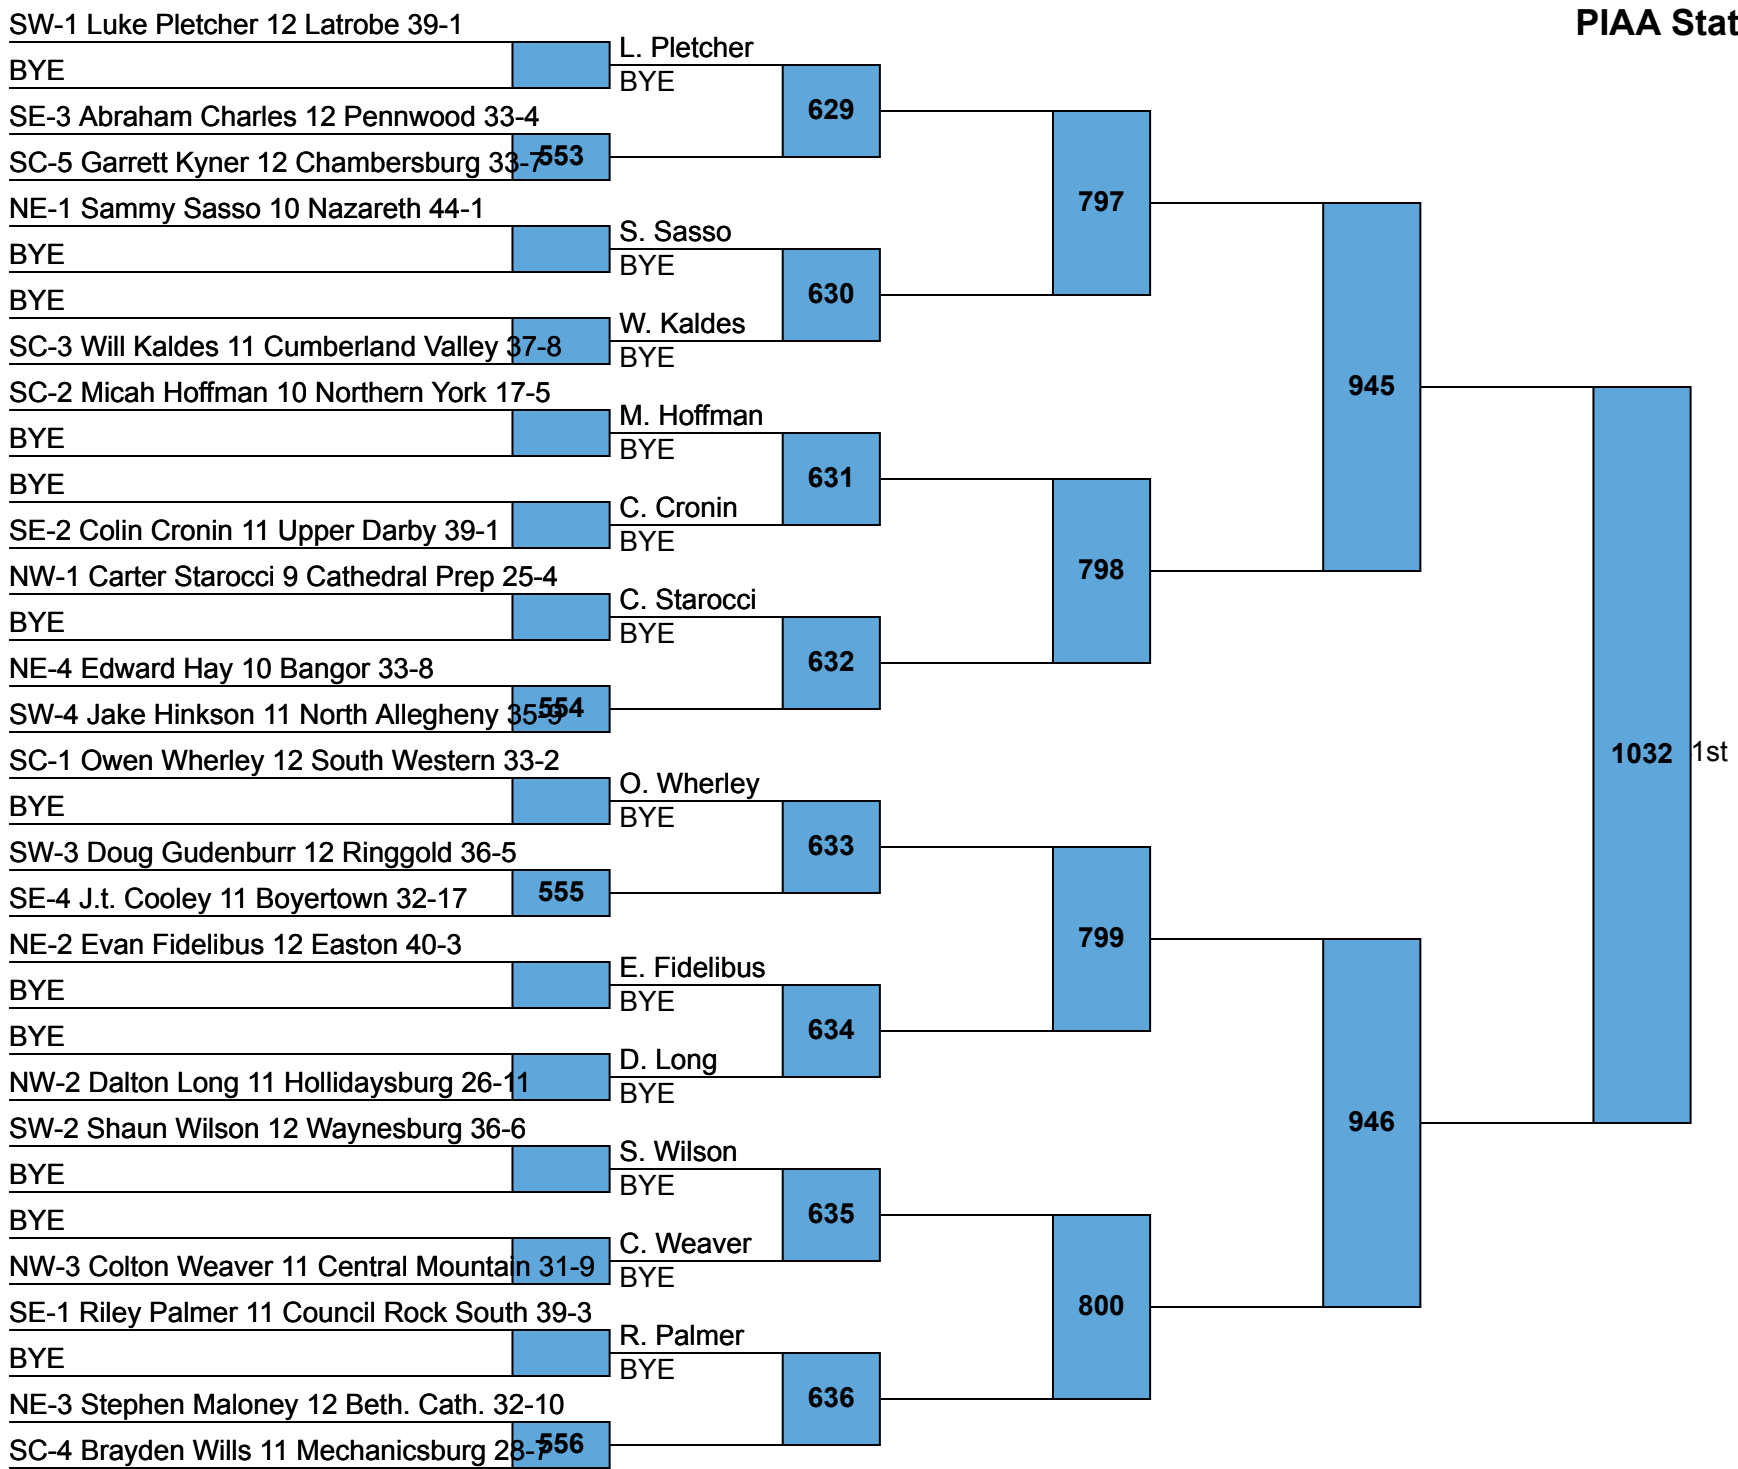 PIAA Stat
SW-1 Luke Pletcher 12 Latrobe 39-1
L. Pletcher
BYE
BYE
629
SE-3 Abraham Charles 12 Pennwood 33-4
553
SC-5 Garrett Kyner 12 Chambersburg 33-7
797
NE-1 Sammy Sasso 10 Nazareth 44-1
S. Sasso
BYE
BYE
630
BYE
W. Kaldes
SC-3 Will Kaldes 11 Cumberland Valley 37-8
BYE
945
SC-2 Micah Hoffman 10 Northern York 17-5
M. Hoffman
BYE
BYE
631
BYE
C. Cronin
SE-2 Colin Cronin 11 Upper Darby 39-1
BYE
798
NW-1 Carter Starocci 9 Cathedral Prep 25-4
C. Starocci
BYE
BYE
632
NE-4 Edward Hay 10 Bangor 33-8
554
SW-4 Jake Hinkson 11 North Allegheny 35-9
1032
1st
SC-1 Owen Wherley 12 South Western 33-2
O. Wherley
BYE
BYE
633
SW-3 Doug Gudenburr 12 Ringgold 36-5
555
SE-4 J.t. Cooley 11 Boyertown 32-17
799
NE-2 Evan Fidelibus 12 Easton 40-3
E. Fidelibus
BYE
BYE
634
BYE
D. Long
NW-2 Dalton Long 11 Hollidaysburg 26-11
BYE
946
SW-2 Shaun Wilson 12 Waynesburg 36-6
S. Wilson
BYE
BYE
635
BYE
C. Weaver
NW-3 Colton Weaver 11 Central Mountain 31-9
BYE
800
SE-1 Riley Palmer 11 Council Rock South 39-3
R. Palmer
BYE
BYE
636
NE-3 Stephen Maloney 12 Beth. Cath. 32-10
556
SC-4 Brayden Wills 11 Mechanicsburg 28-7